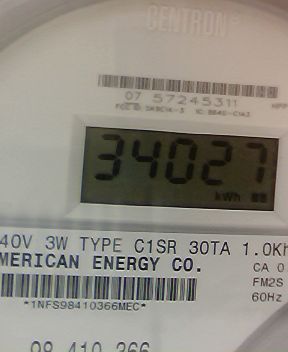 CENTRON®
07 57245311
34027
kWh
40V 3W TYPE C1SR 30TA 1.0Kh
MERICAN ENERGY CO.
CA 0.
FM2S
60Hz
*1NFS98410366MEC*
98 410 366